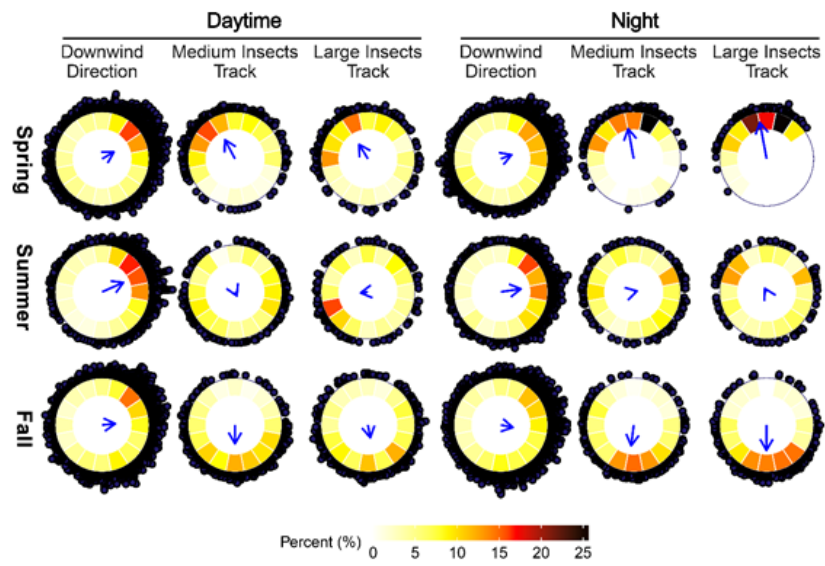 Daytime Night
Downwind Medium Insects Large Insects Downwind Medium Insects Large Insects
Direction Track Track Direction Track Track
Spring
Summer
Fall
Percent (%)
0 5 10 15 20 25